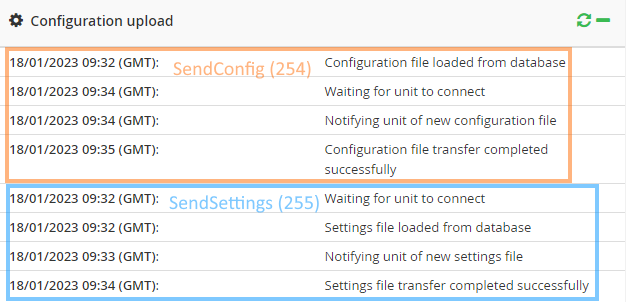 Configuration upload
18/01/2023 09:32 (GMT): SendConfig (254) Configuration file loaded from database
18/01/2023 09:34 (GMT): Waiting for unit to connect
18/01/2023 09:34 (GMT): Notifying unit of new configuration file
18/01/2023 09:35 (GMT): Configuration file transfer completed
successfully
18/01/2023 09:32 (GMT): SendSettings (255) Waiting for unit to connect
18/01/2023 09:32 (GMT): Settings file loaded from database
18/01/2023 09:33 (GMT): Notifying unit of new settings file
18/01/2023 09:34 (GMT): Settings file transfer completed successfully